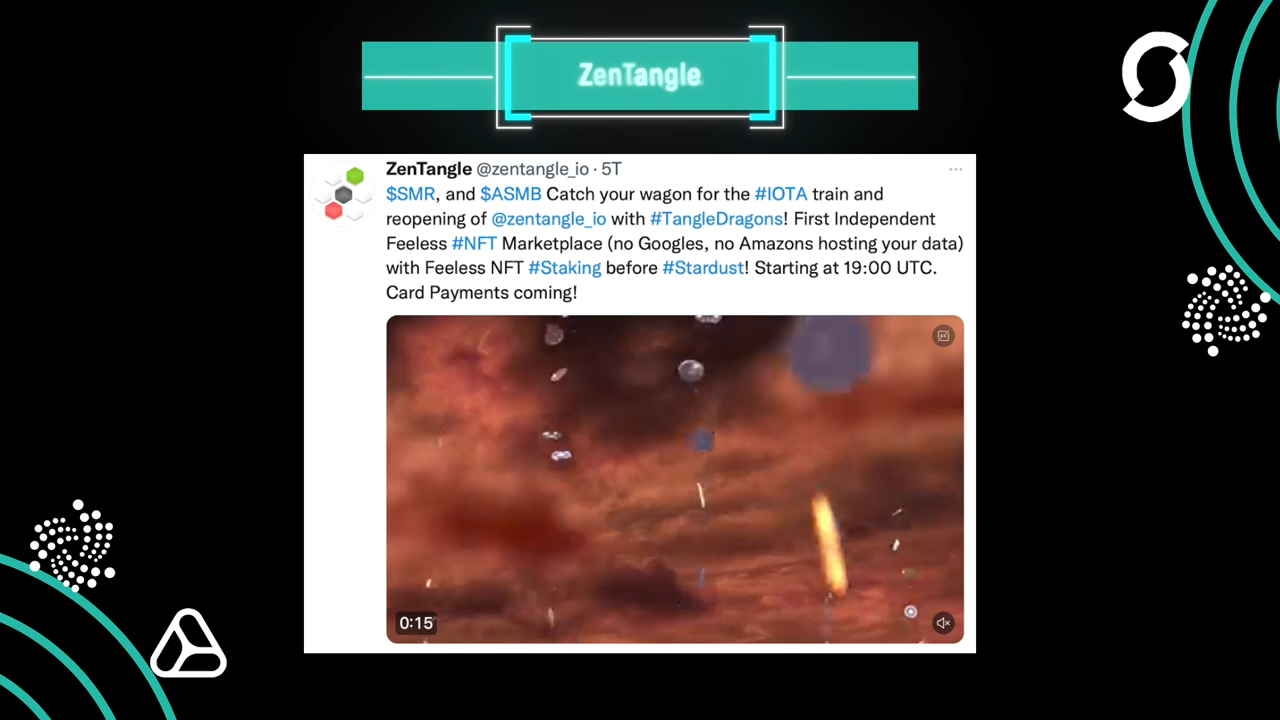 ZenTangle
ZenTangle @zentangle_io · 5T
$SMR, and $ASMB Catch your wagon for the #IOTA train and
reopening of @zentangle_io with #TangleDragons! First Independent
Feeless #NFT Marketplace (no Googles, no Amazons hosting your data)
with Feeless NFT #Staking before #Stardust! Starting at 19:00 UTC.
Card Payments coming!
0:15